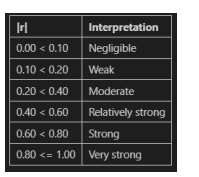 |r| Interpretation
0.00 < 0.10 Negligible
0.10 < 0.20 Weak
0.20 < 0.40 Moderate
0.40 < 0.60 Relatively strong
0.60 < 0.80 Strong
0.80 <= 1.00 Very strong